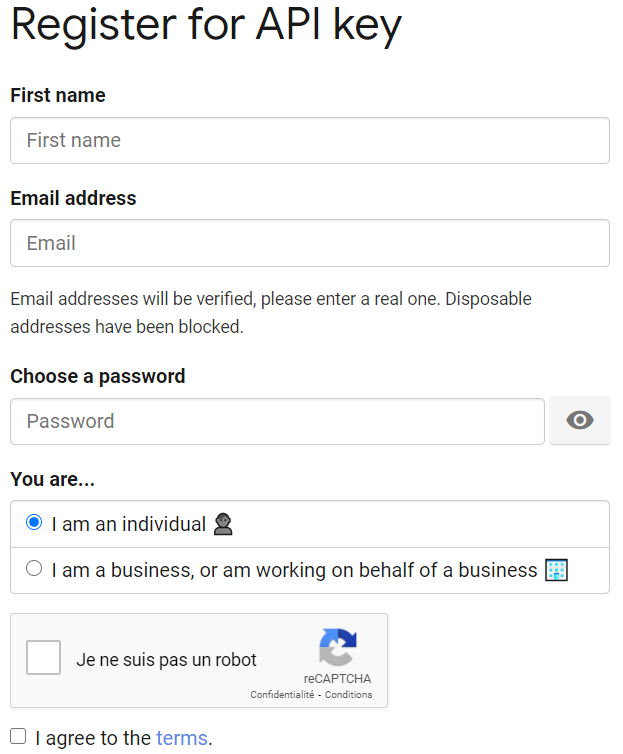 Register for API key
First name
First name
Email address
Email
Email addresses will be verified, please enter a real one. Disposable
addresses have been blocked.
Choose a password
Password
You are...
I am an individual
I am a business, or am working on behalf of a business
Je ne suis pas un robot
reCAPTCHA
Confidentialité - Conditions
I agree to the terms.